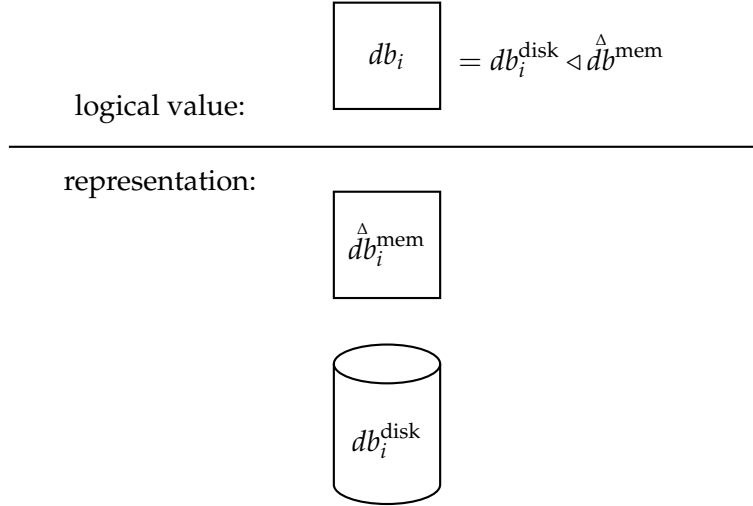 db_i = db_i^disk ◁ d̂b^mem
logical value:
representation:
d̂b_i^mem
db_i^disk